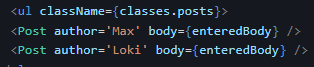 <ul className={classes.posts}>
<Post author='Max' body={enteredBody} />
<Post author='Loki' body={enteredBody} />